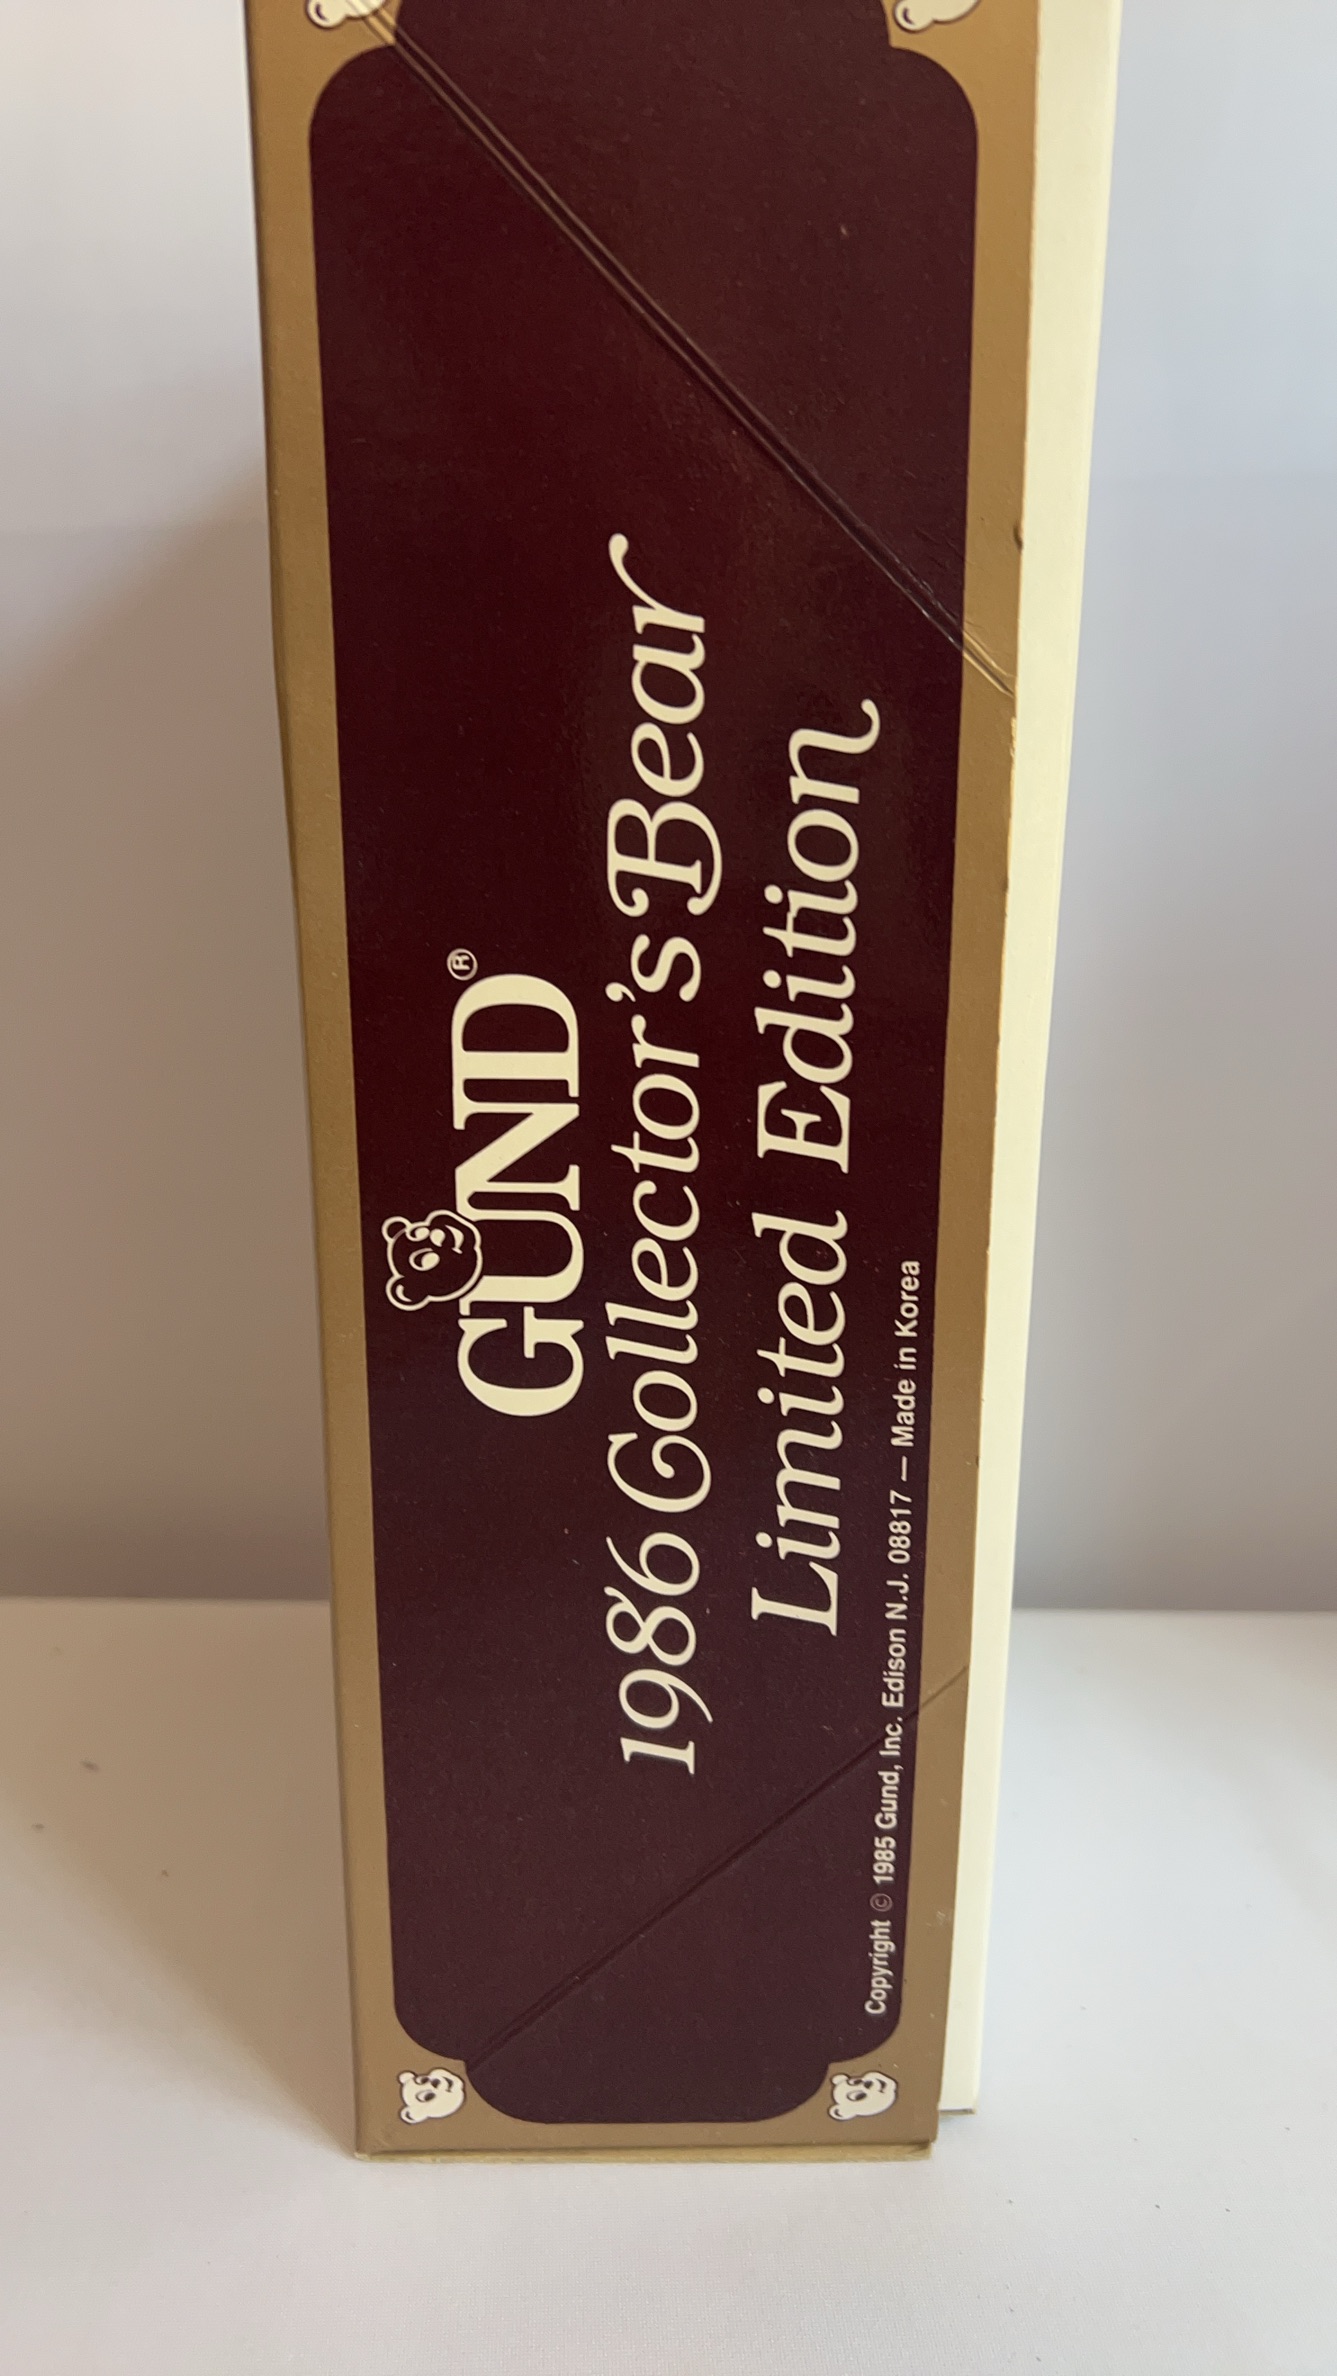 GUND®
1986 Collector's Bear
Limited Edition
Copyright © 1985 Gund, Inc. Edison N.J. 08817 — Made in Korea